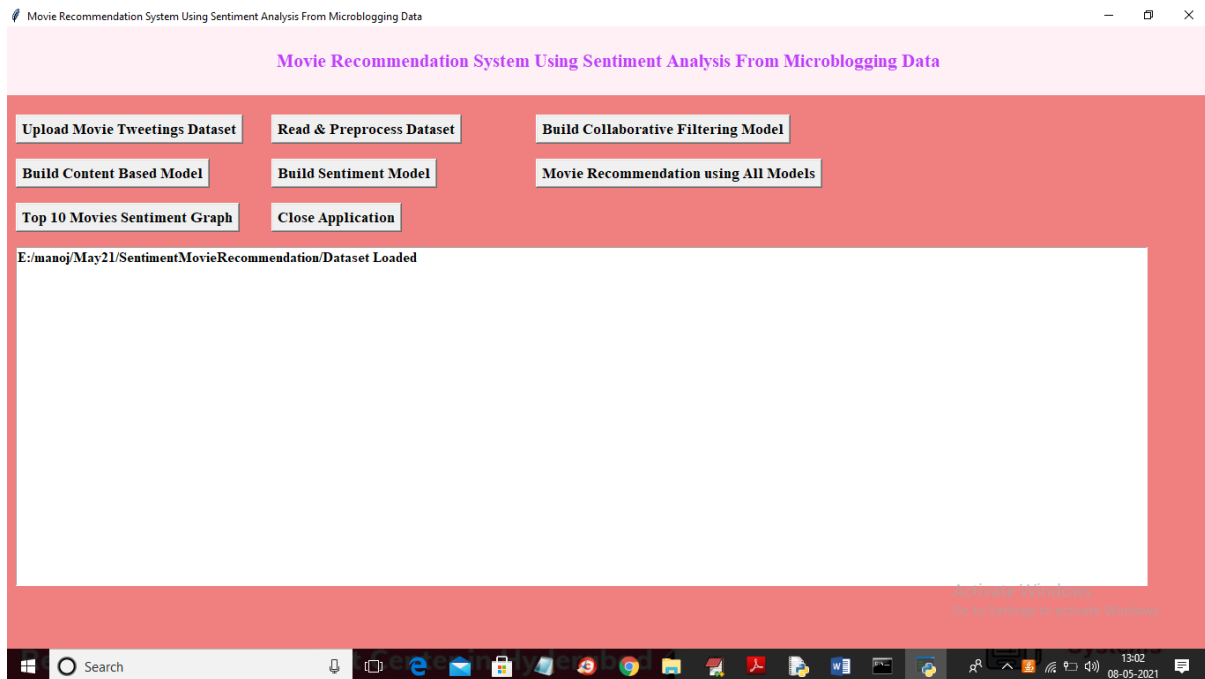 Movie Recommendation System Using Sentiment Analysis From Microblogging Data
Movie Recommendation System Using Sentiment Analysis From Microblogging Data
Upload Movie Tweetings Dataset
Read & Preprocess Dataset
Build Collaborative Filtering Model
Build Content Based Model
Build Sentiment Model
Movie Recommendation using All Models
Top 10 Movies Sentiment Graph
Close Application
E:/manoj/May21/SentimentMovieRecommendation/Dataset Loaded
Activate Windows
Search
13:02
08-05-2021